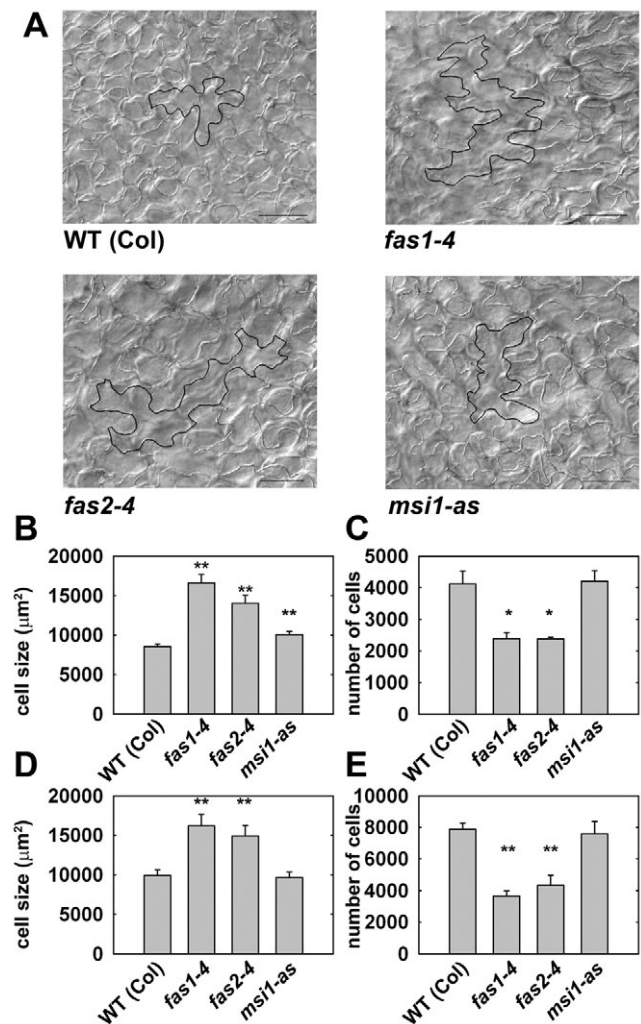 A
WT (Col)
fas1-4
fas2-4
msi1-as
B
cell size (μm²)
20000
15000
10000
5000
0
**
**
**
WT (Col)
fas1-4
fas2-4
msi1-as
C
number of cells
5000
4000
3000
2000
1000
0
*
*
WT (Col)
fas1-4
fas2-4
msi1-as
D
cell size (μm²)
20000
15000
10000
5000
0
**
**
WT (Col)
fas1-4
fas2-4
msi1-as
E
number of cells
10000
8000
6000
4000
2000
0
**
**
WT (Col)
fas1-4
fas2-4
msi1-as